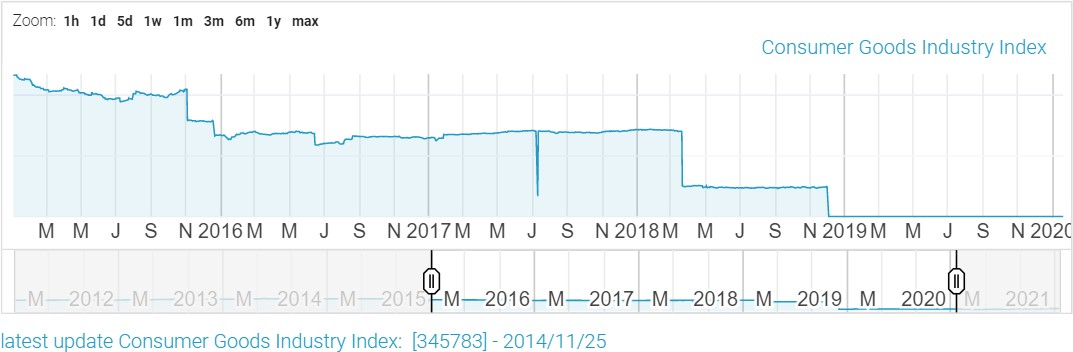 Zoom: 1h 1d 5d 1w 1m 3m 6m 1y max
Consumer Goods Industry Index
M M J S N 2016 M M J S N 2017 M M J S N 2018 M M J S N 2019 M M J S N 2020
M 2012 M 2013 M 2014 M 2015 M 2016 M 2017 M 2018 M 2019 M 2020 M 2021
latest update Consumer Goods Industry Index: [345783] - 2014/11/25